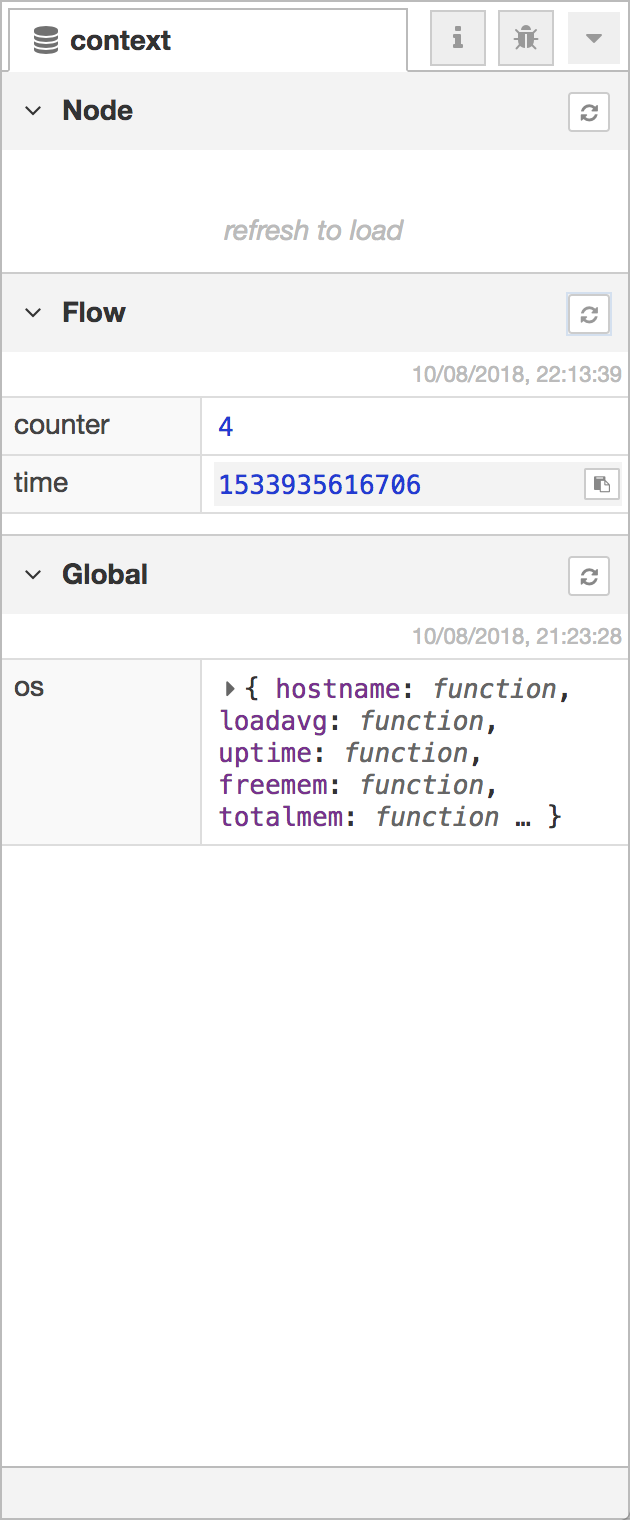 context
Node
refresh to load
Flow
10/08/2018, 22:13:39
counter 4
time 1533935616706
Global
10/08/2018, 21:23:28
os { hostname: function,
loadavg: function,
uptime: function,
freemem: function,
totalmem: function … }